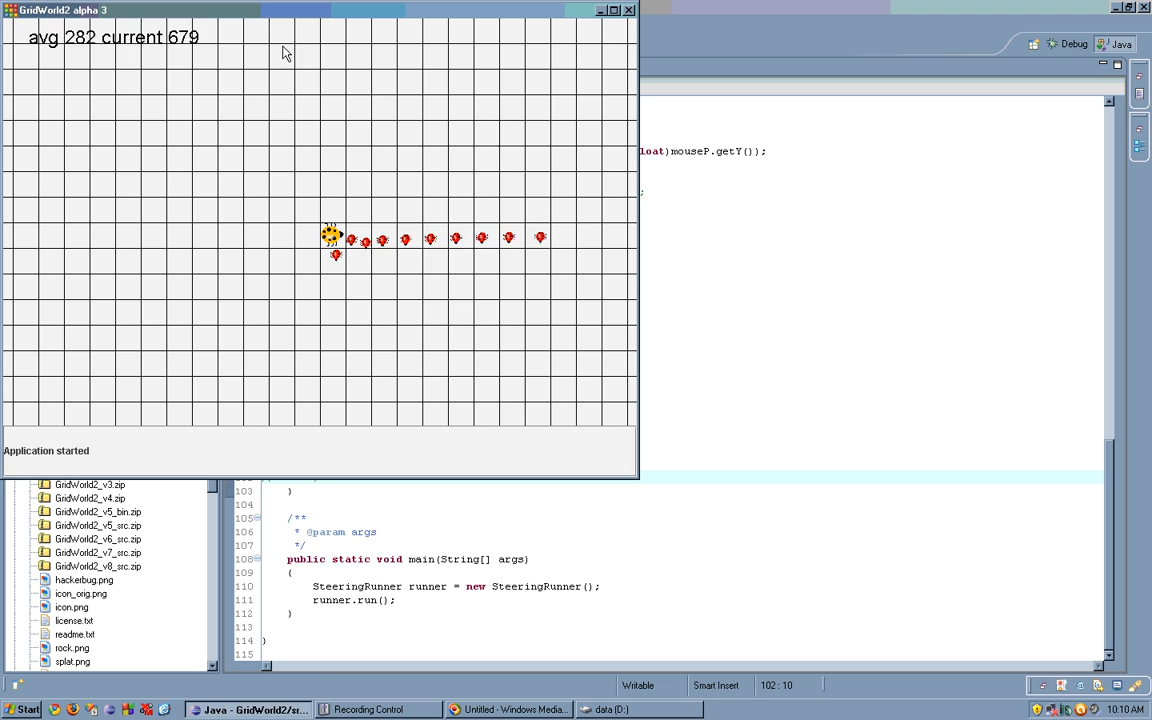 GridWorld2 alpha 3
avg 282 current 679
Debug
Java
loat)mouseP.getY());
;
Application started
GridWorld2_v3.zip
GridWorld2_v4.zip
GridWorld2_v5_bin.zip
GridWorld2_v5_src.zip
GridWorld2_v6_src.zip
GridWorld2_v7_src.zip
GridWorld2_v8_src.zip
hackerbug.png
icon_orig.png
icon.png
license.txt
readme.txt
rock.png
splat.png
103 }
104
105 /**
106 * @param args
107 */
108 public static void main(String[] args)
109 {
110 SteeringRunner runner = new SteeringRunner();
111 runner.run();
112 }
113
114 }
115
Writable
Smart Insert
102 : 10
Start
Java - GridWorld2/sr...
Recording Control
Untitled - Windows Media...
data (D:)
10:10 AM